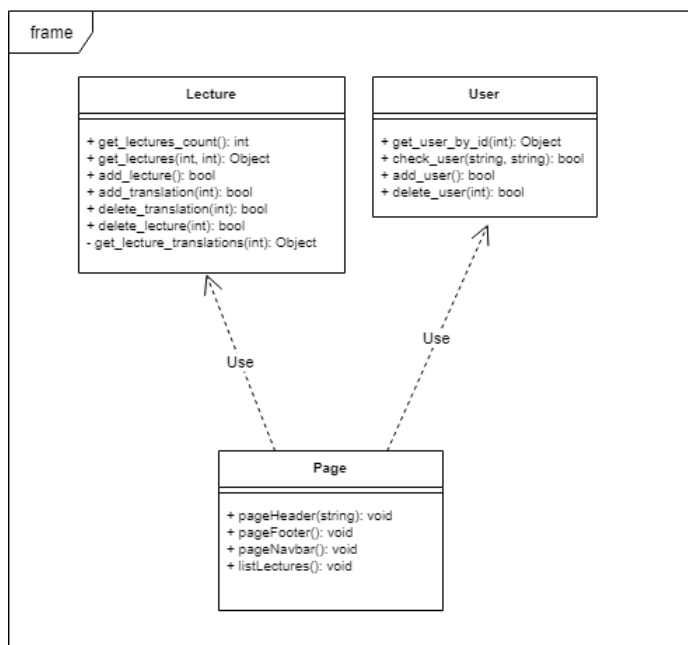 frame
Lecture
+ get_lectures_count(): int
+ get_lectures(int, int): Object
+ add_lecture(): bool
+ add_translation(int): bool
+ delete_translation(int): bool
+ delete_lecture(int): bool
- get_lecture_translations(int): Object
User
+ get_user_by_id(int): Object
+ check_user(string, string): bool
+ add_user(): bool
+ delete_user(int): bool
Use
Use
Page
+ pageHeader(string): void
+ pageFooter(): void
+ pageNavbar(): void
+ listLectures(): void